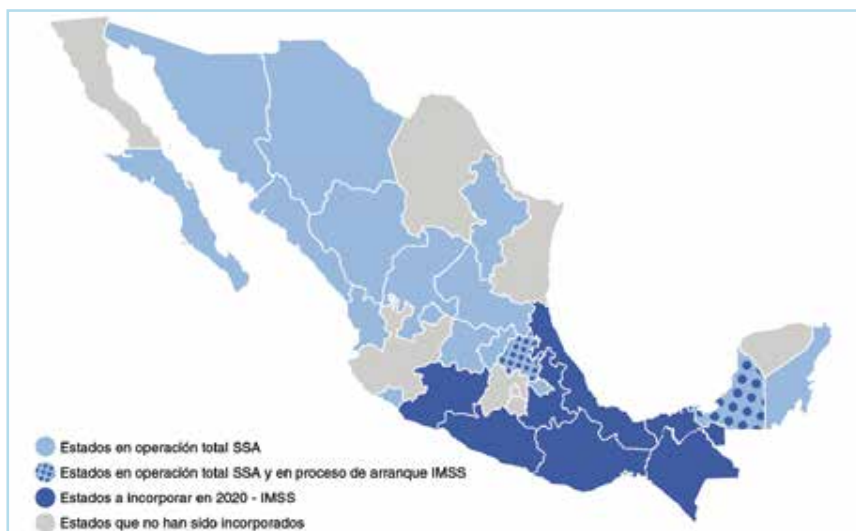 Estados en operación total SSA
Estados en operación total SSA y en proceso de arranque IMSS
Estados a incorporar en 2020 - IMSS
Estados que no han sido incorporados